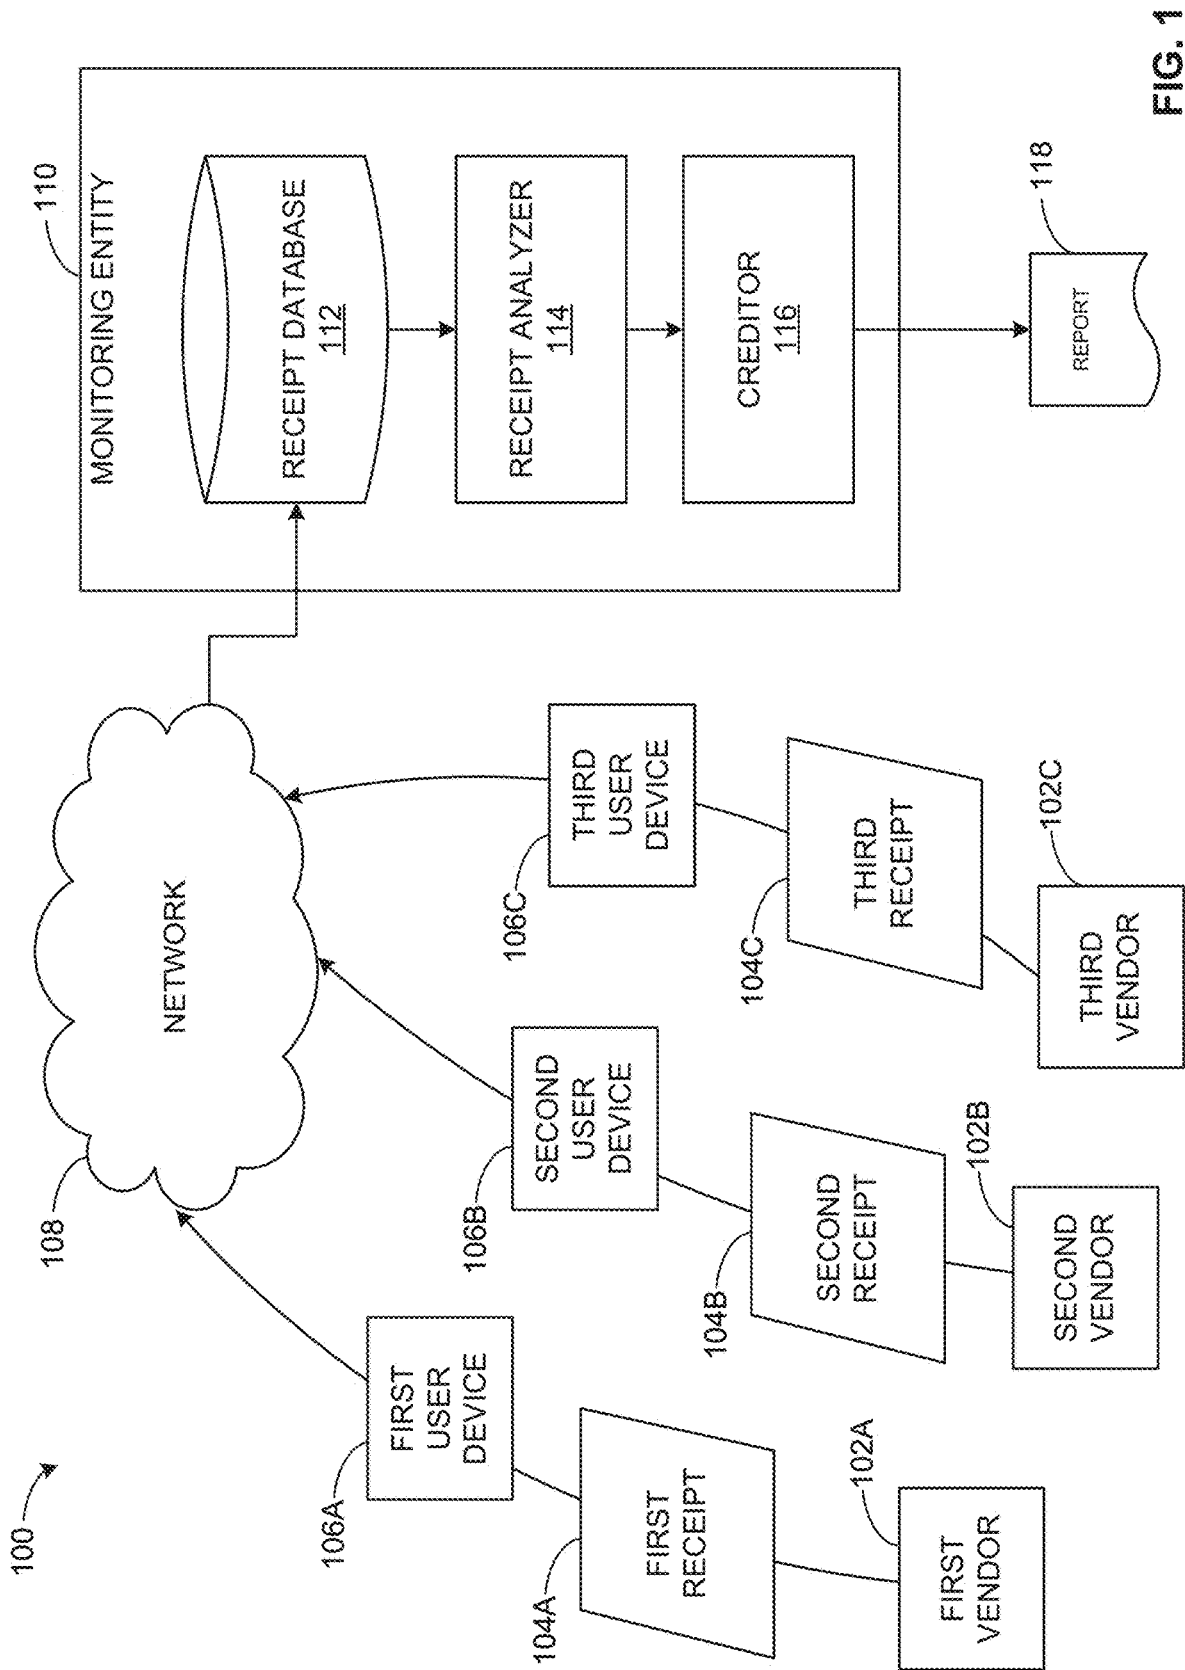 100
108
NETWORK
110
MONITORING ENTITY
RECEIPT DATABASE
112
RECEIPT ANALYZER
114
CREDITOR
116
118
REPORT
106A
FIRST
USER
DEVICE
106B
SECOND
USER
DEVICE
106C
THIRD
USER
DEVICE
104A
FIRST
RECEIPT
104B
SECOND
RECEIPT
104C
THIRD
RECEIPT
102A
FIRST
VENDOR
102B
SECOND
VENDOR
102C
THIRD
VENDOR
FIG. 1